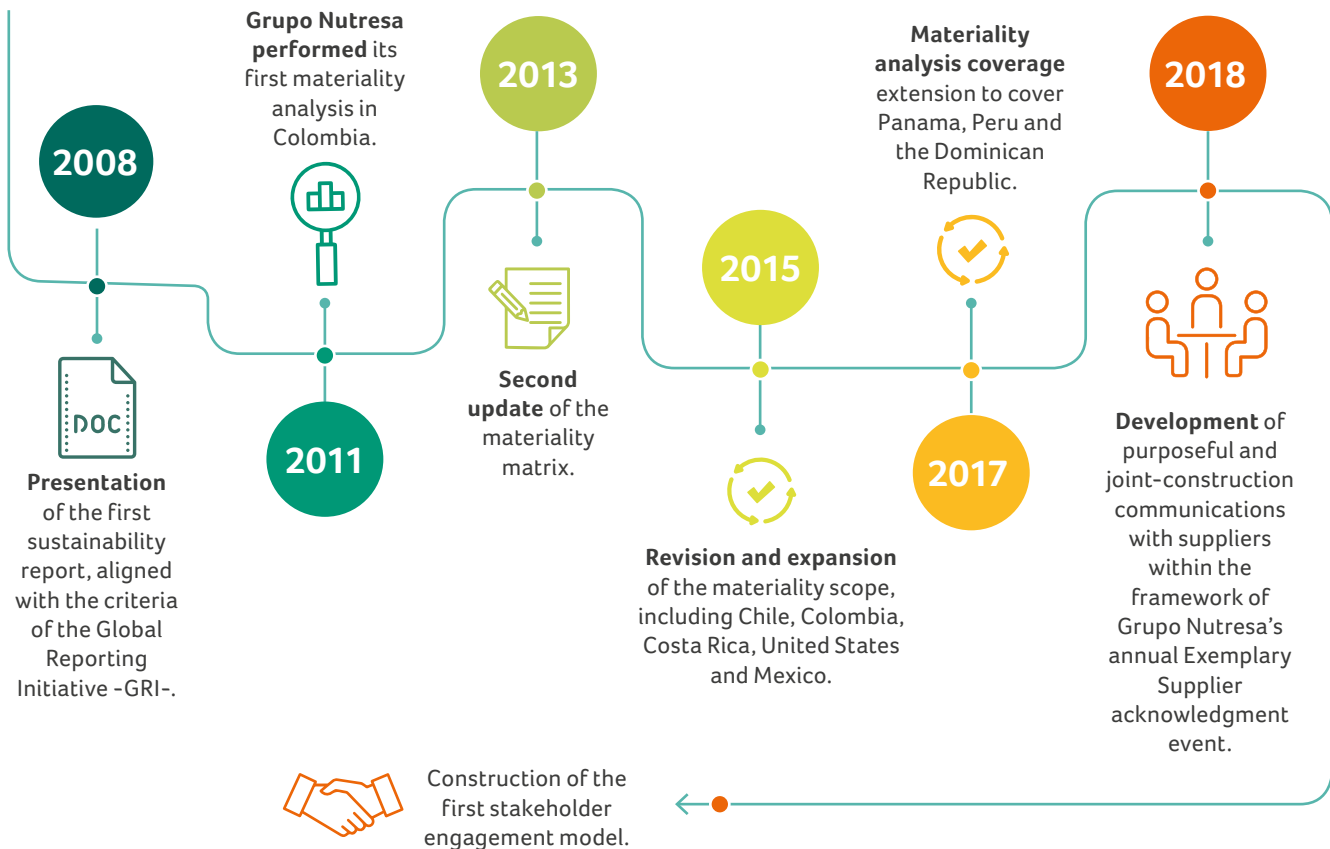 2008
DOC
Presentation
of the first
sustainability
report, aligned
with the criteria
of the Global
Reporting
Initiative -GRI-.
Grupo Nutresa
performed its
first materiality
analysis in
Colombia.
2011
2013
Second
update of the
materiality
matrix.
2015
Revision and expansion
of the materiality scope,
including Chile, Colombia,
Costa Rica, United States
and Mexico.
Materiality
analysis coverage
extension to cover
Panama, Peru and
the Dominican
Republic.
2017
2018
Development of
purposeful and
joint-construction
communications
with suppliers
within the
framework of
Grupo Nutresa’s
annual Exemplary
Supplier
acknowledgment
event.
Construction of the
first stakeholder
engagement model.